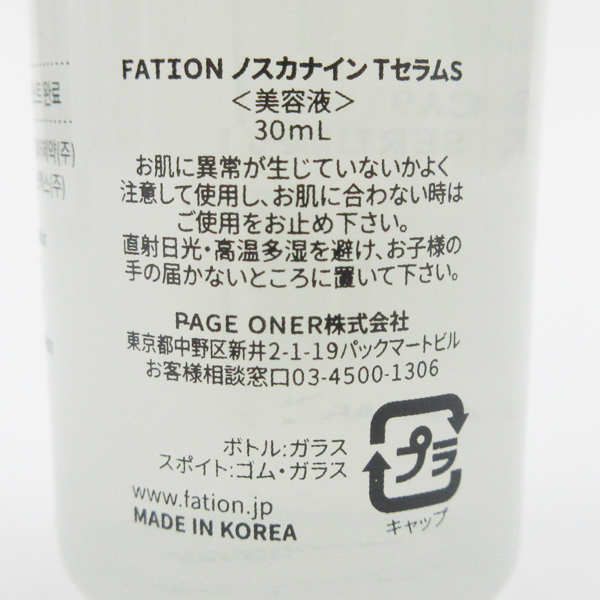 FATION ノスカナイン TセラムS
＜美容液＞
30mL
お肌に異常が生じていないかよく
注意して使用し、お肌に合わない時は
ご使用をお止め下さい。
直射日光・高温多湿を避け、お子様の
手の届かないところに置いて下さい。
PAGE ONER株式会社
東京都中野区新井2-1-19パックマートビル
お客様相談窓口03-4500-1306
ボトル:ガラス
スポイト:ゴム・ガラス
プラ
キャップ
www.fation.jp
MADE IN KOREA
완료
(주)
(주)